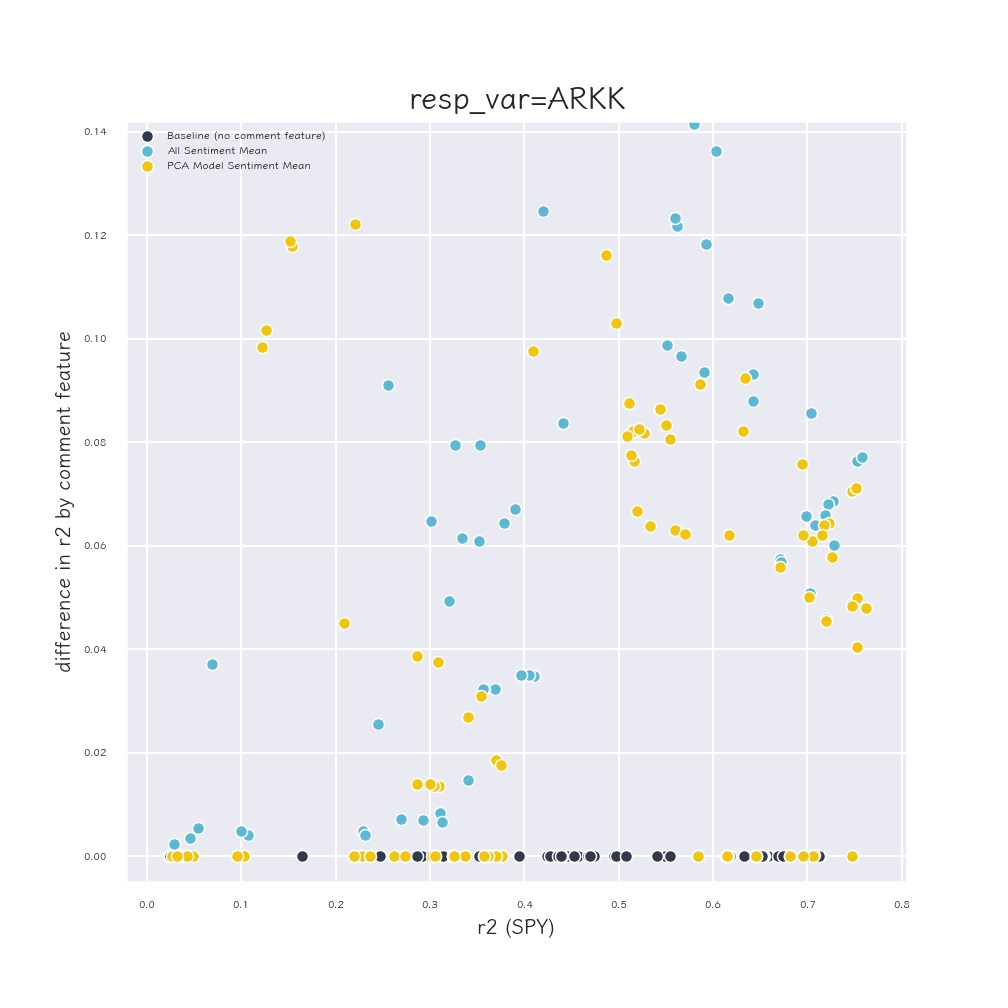 resp_var=ARKK
Baseline (no comment feature)
All Sentiment Mean
PCA Model Sentiment Mean
difference in r2 by comment feature
0.14
0.12
0.10
0.08
0.06
0.04
0.02
0.00
0.0 0.1 0.2 0.3 0.4 0.5 0.6 0.7 0.8
r2 (SPY)